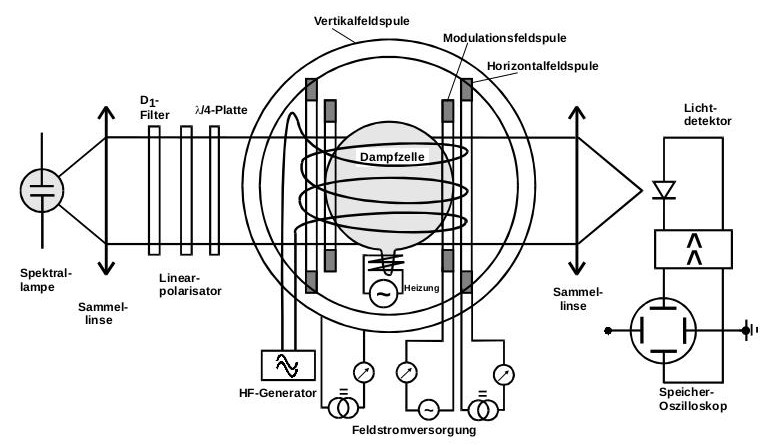 Vertikalfeldspule
Modulationsfeldspule
Horizontalfeldspule
D1-
Filter
λ/4-Platte
Licht-
detektor
Dampfzelle
Spektral-
lampe
Linear-
polarisator
Heizung
Sammel-
linse
Sammel-
linse
~
HF-Generator
=
~
=
Feldstromversorgung
Speicher-
Oszilloskop